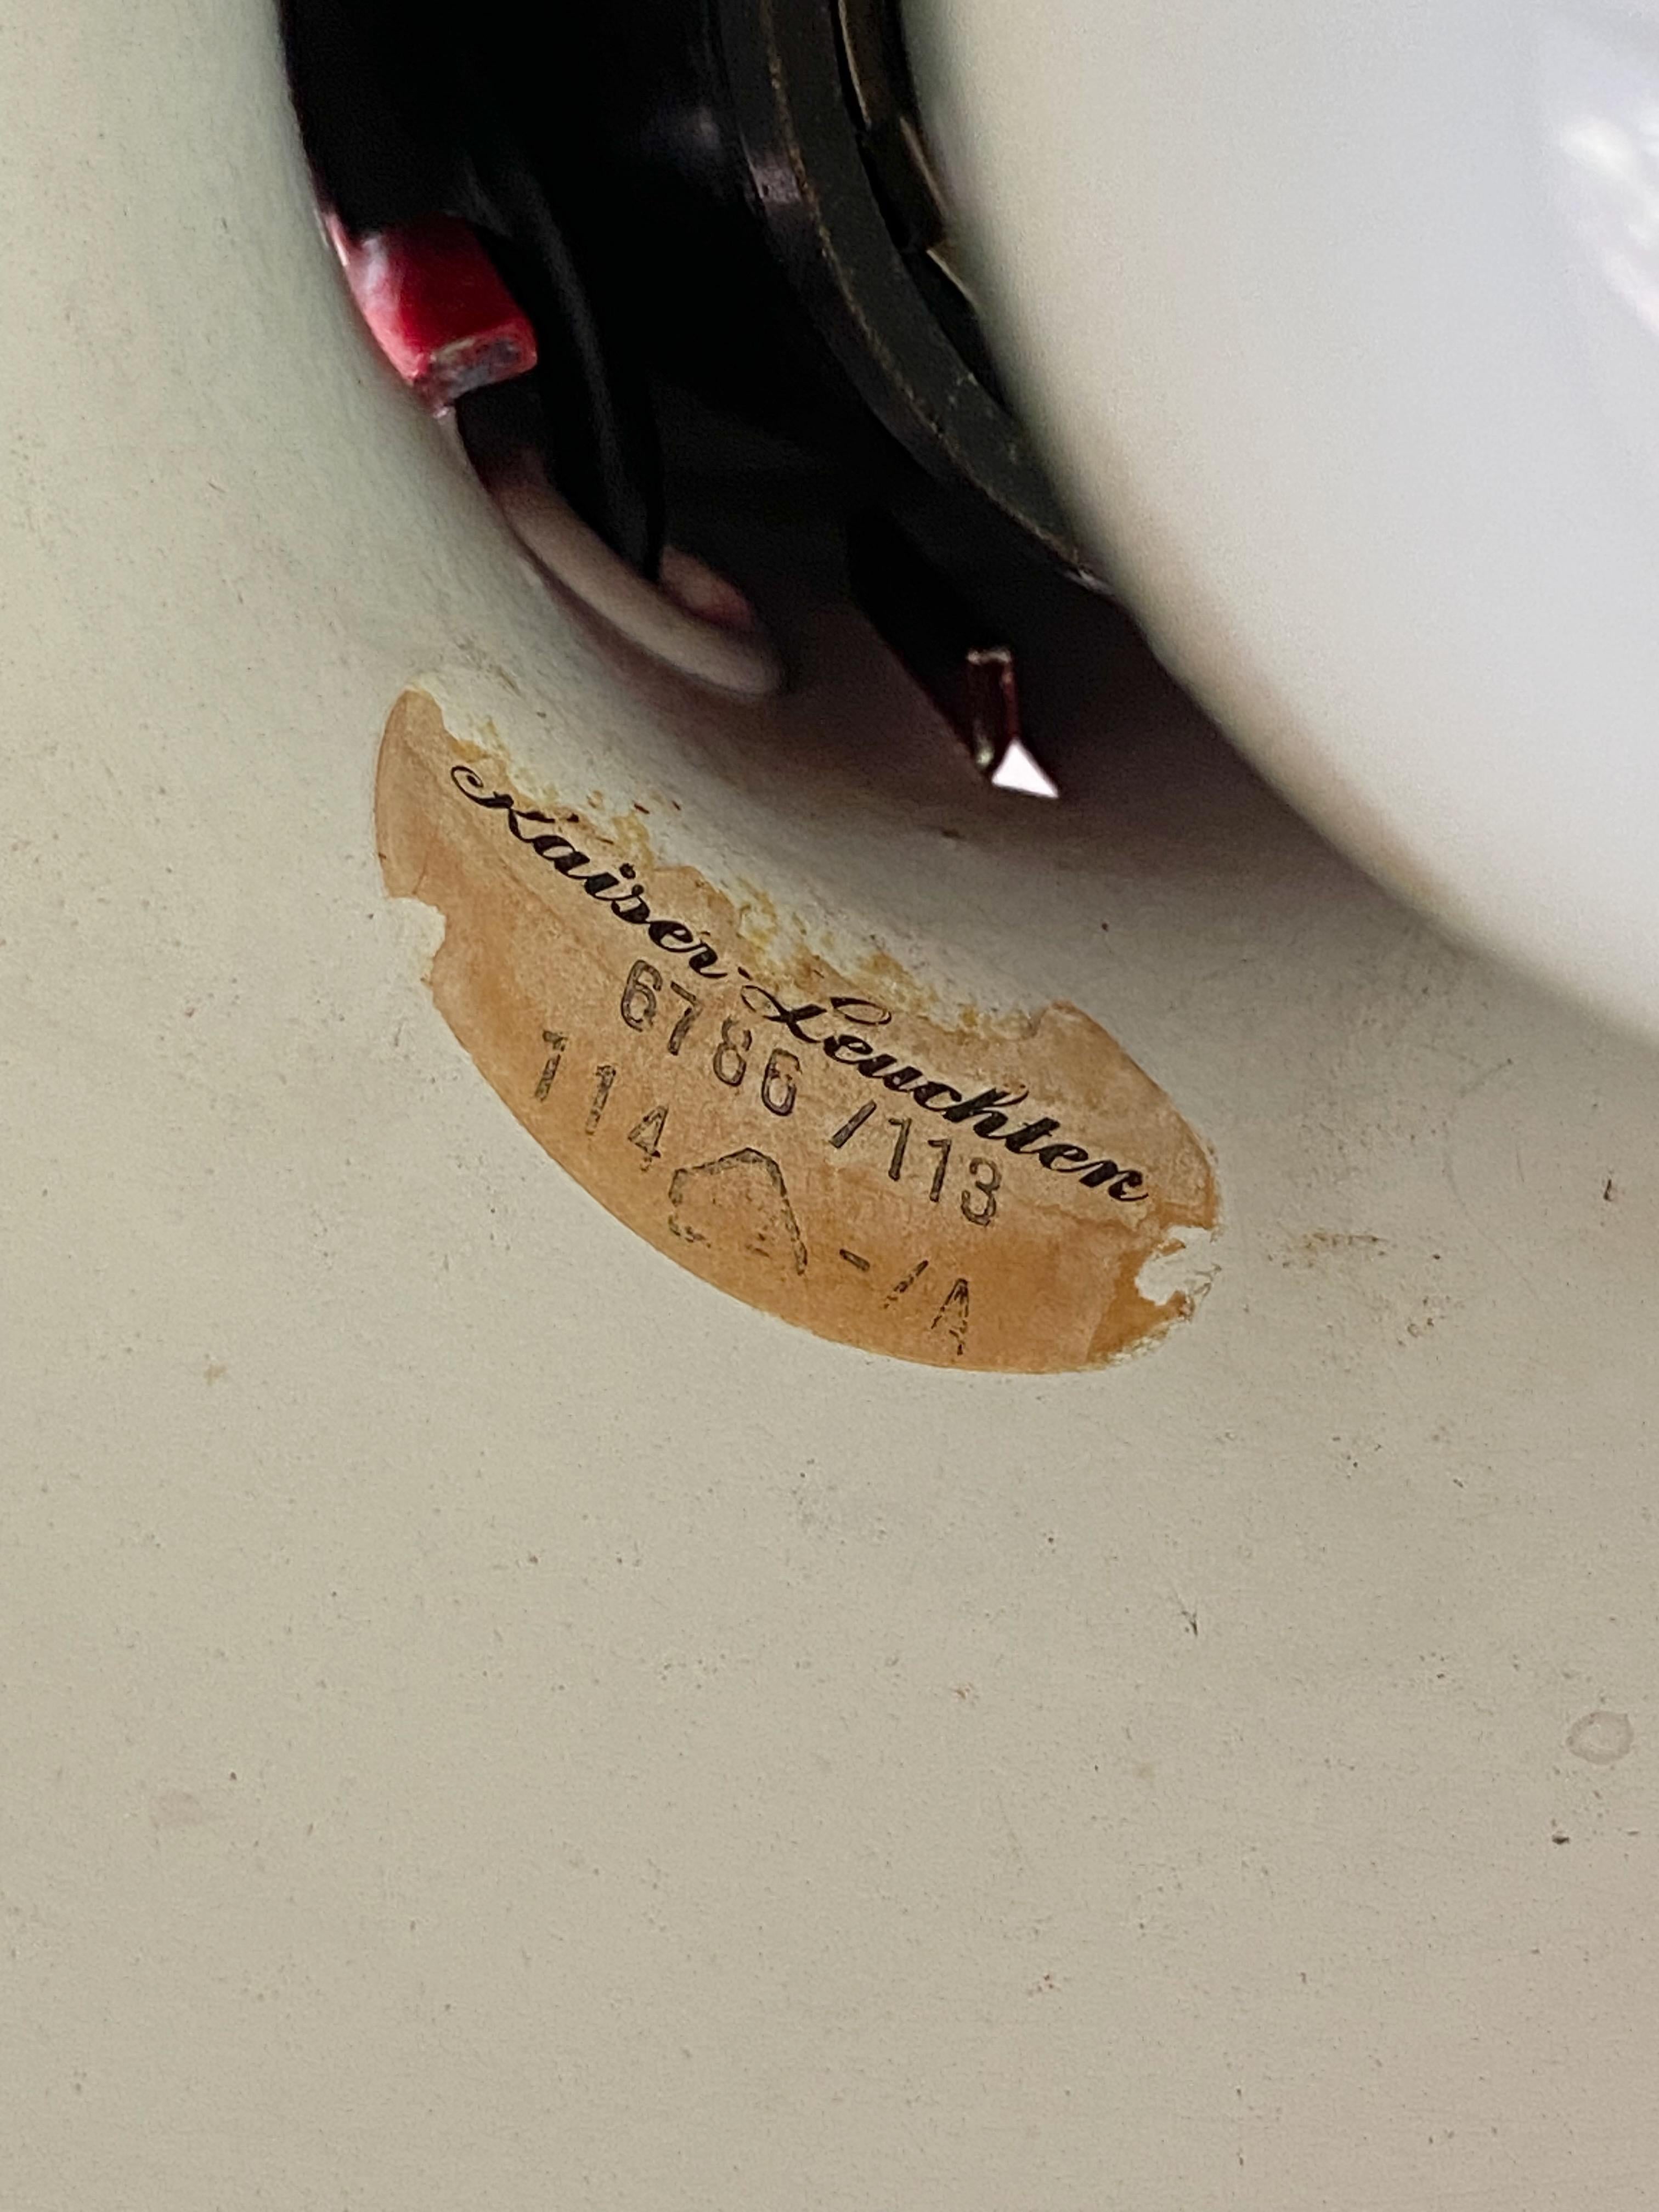 Kaiser-Leuchten
6786 /113
114 -/A